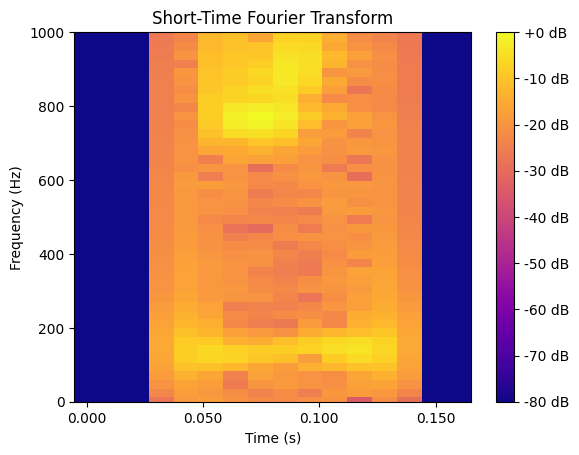 Short-Time Fourier Transform
1000
800
600
400
200
0
Frequency (Hz)
0.000
0.050
0.100
0.150
Time (s)
+0 dB
-10 dB
-20 dB
-30 dB
-40 dB
-50 dB
-60 dB
-70 dB
-80 dB